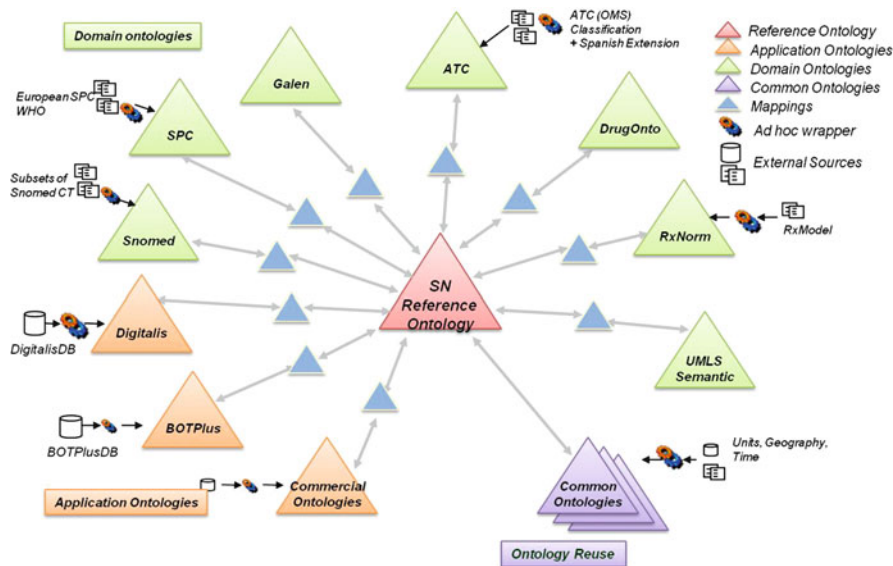 Domain ontologies
ATC (OMS)
Classification
+ Spanish Extension
Reference Ontology
Application Ontologies
Domain Ontologies
Common Ontologies
Mappings
Ad hoc wrapper
External Sources
Galen
ATC
European SPC
WHO
SPC
DrugOnto
Subsets of
Snomed CT
Snomed
RxNorm
RxModel
SN
Reference
Ontology
Digitalis
DigitalisDB
UMLS
Semantic
BOTPlus
BOTPlusDB
Units, Geography,
Time
Commercial
Ontologies
Common
Ontologies
Application Ontologies
Ontology Reuse